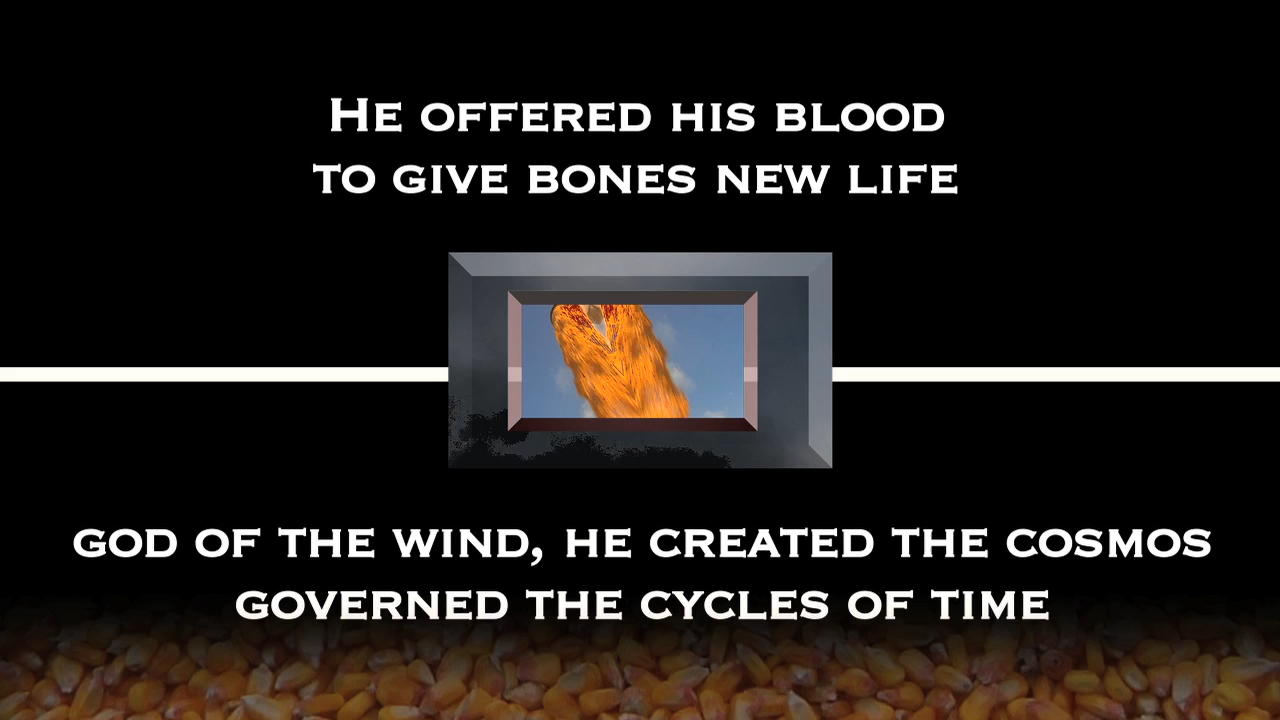 He offered his blood
to give bones new life
god of the wind, he created the cosmos
governed the cycles of time